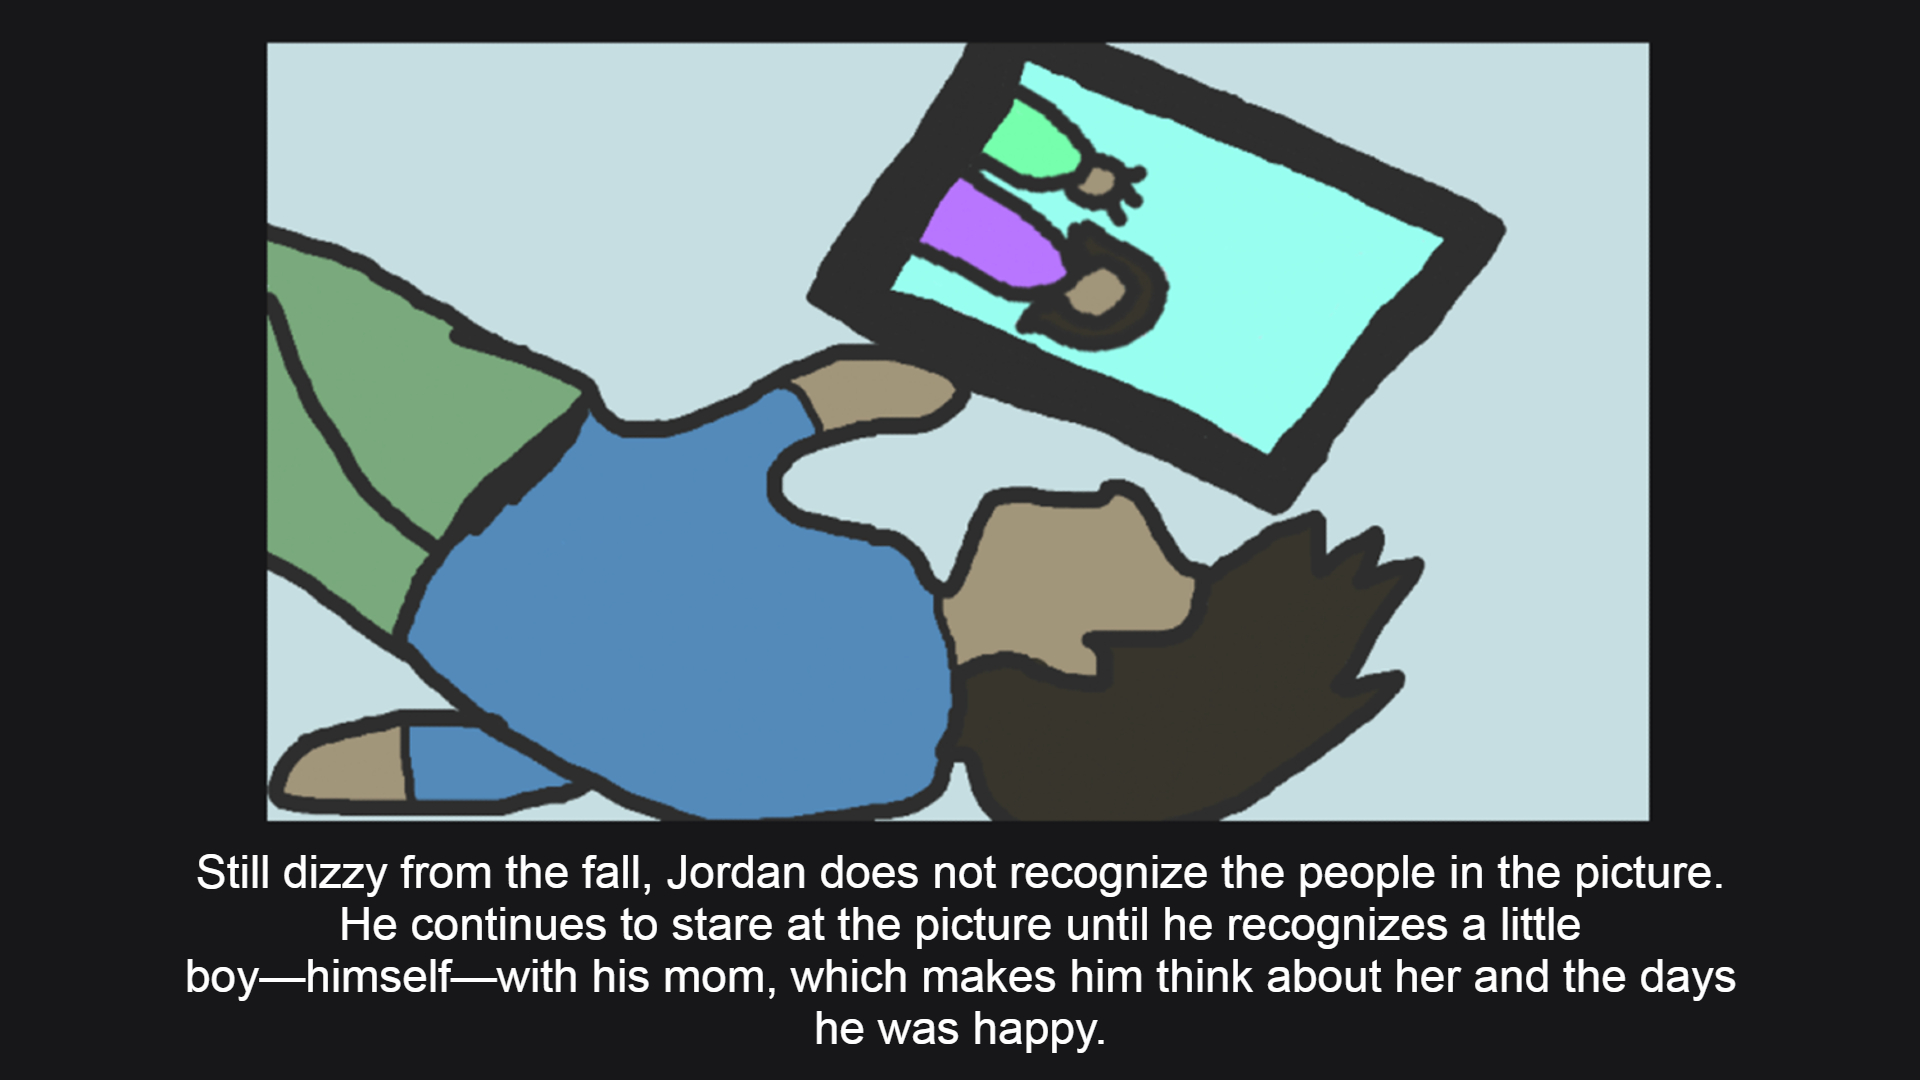 Still dizzy from the fall, Jordan does not recognize the people in the picture.
He continues to stare at the picture until he recognizes a little
boy—himself—with his mom, which makes him think about her and the days
he was happy.